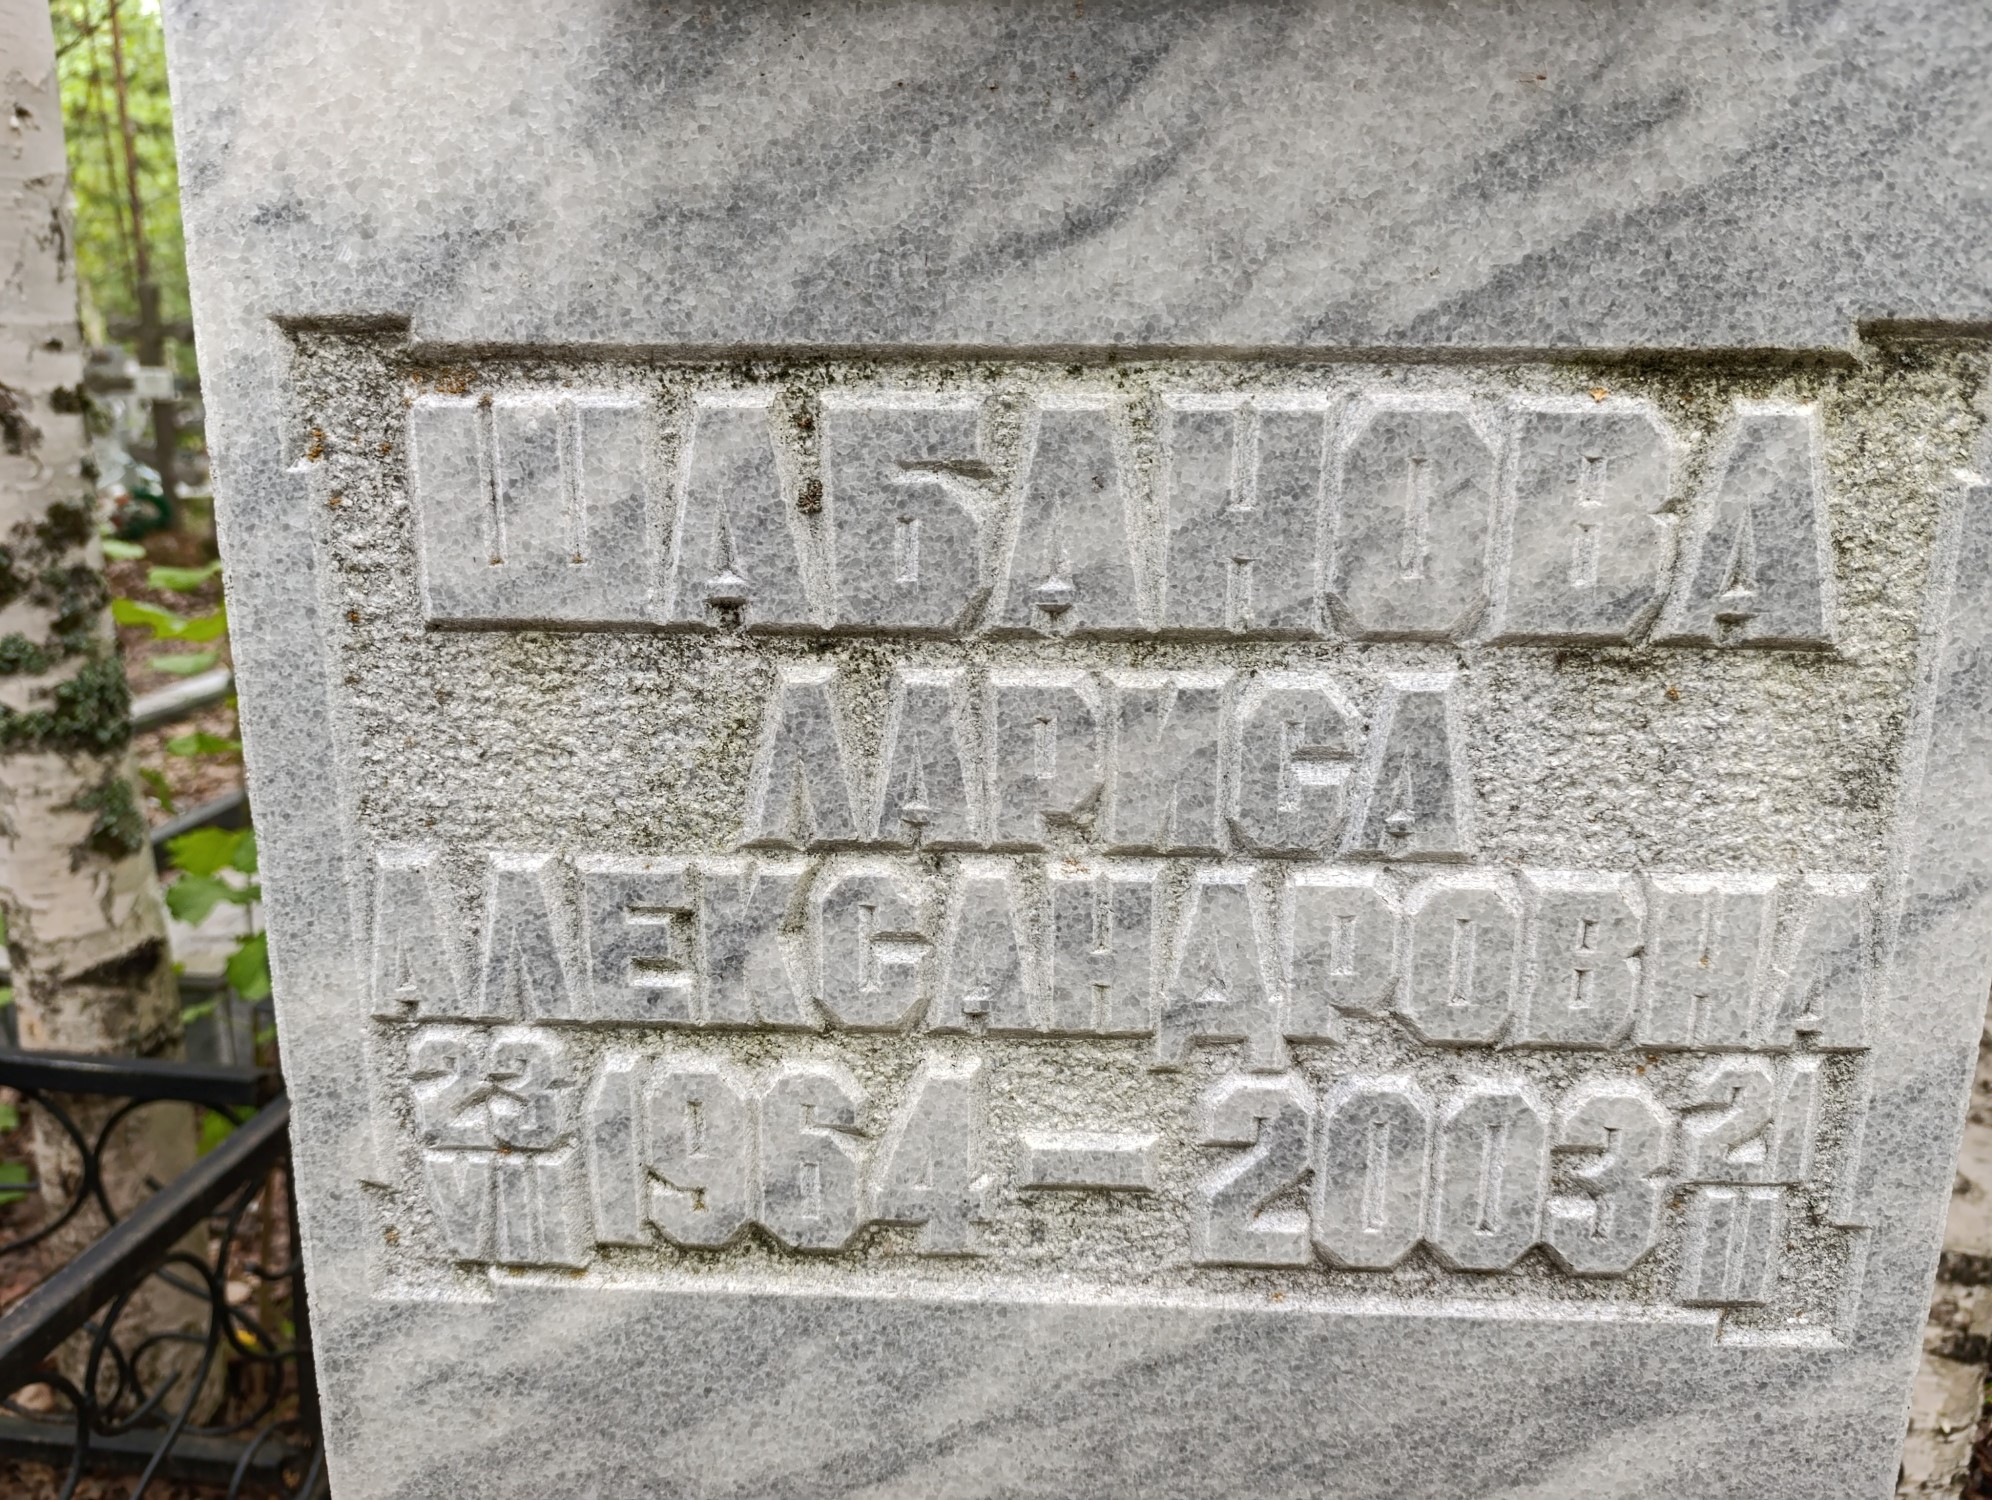 ШАБАНОВА
ЛАРИСА
АЛЕКСАНДРОВНА
23 VII 1964 — 2003 21 II